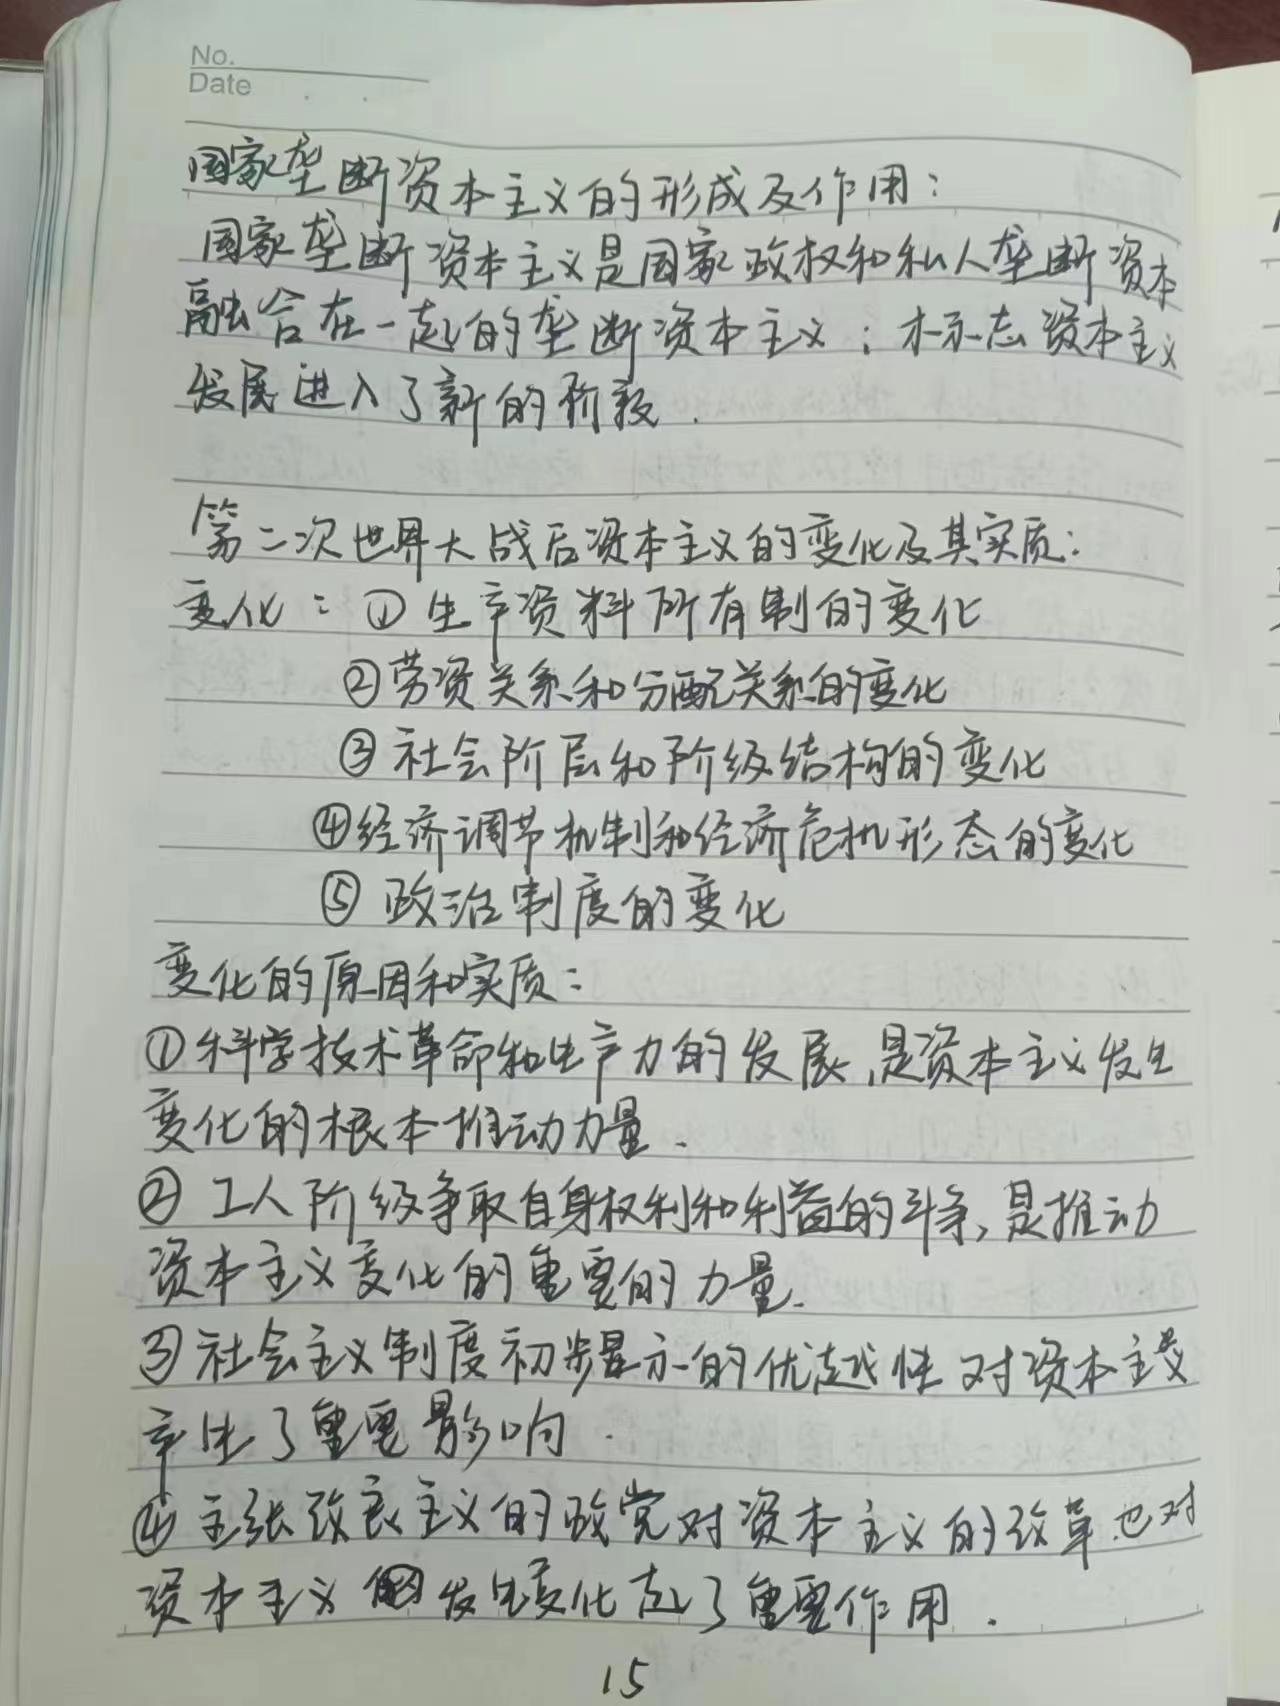 No.
Date
国家垄断资本主义的形成及作用：
国家垄断资本主义是国家政权和私人垄断资本
融合在一起的垄断资本主义；标志资本主义
发展进入了新的阶段.
第二次世界大战后资本主义的变化及其实质：
变化：①生产资料所有制的变化
②劳资关系和分配关系的变化
③社会阶层和阶级结构的变化
④经济调节机制和经济危机形态的变化
⑤政治制度的变化
变化的原因和实质：
①科学技术革命和生产力的发展，是资本主义发生
变化的根本推动力量.
②工人阶级争取自身权利和利益的斗争，是推动
资本主义变化的重要的力量.
③社会主义制度初步显示的优越性对资本主义
产生了重要影响.
④主张改良主义的政党对资本主义的改革，也对
资本主义发生变化起了重要作用.
15